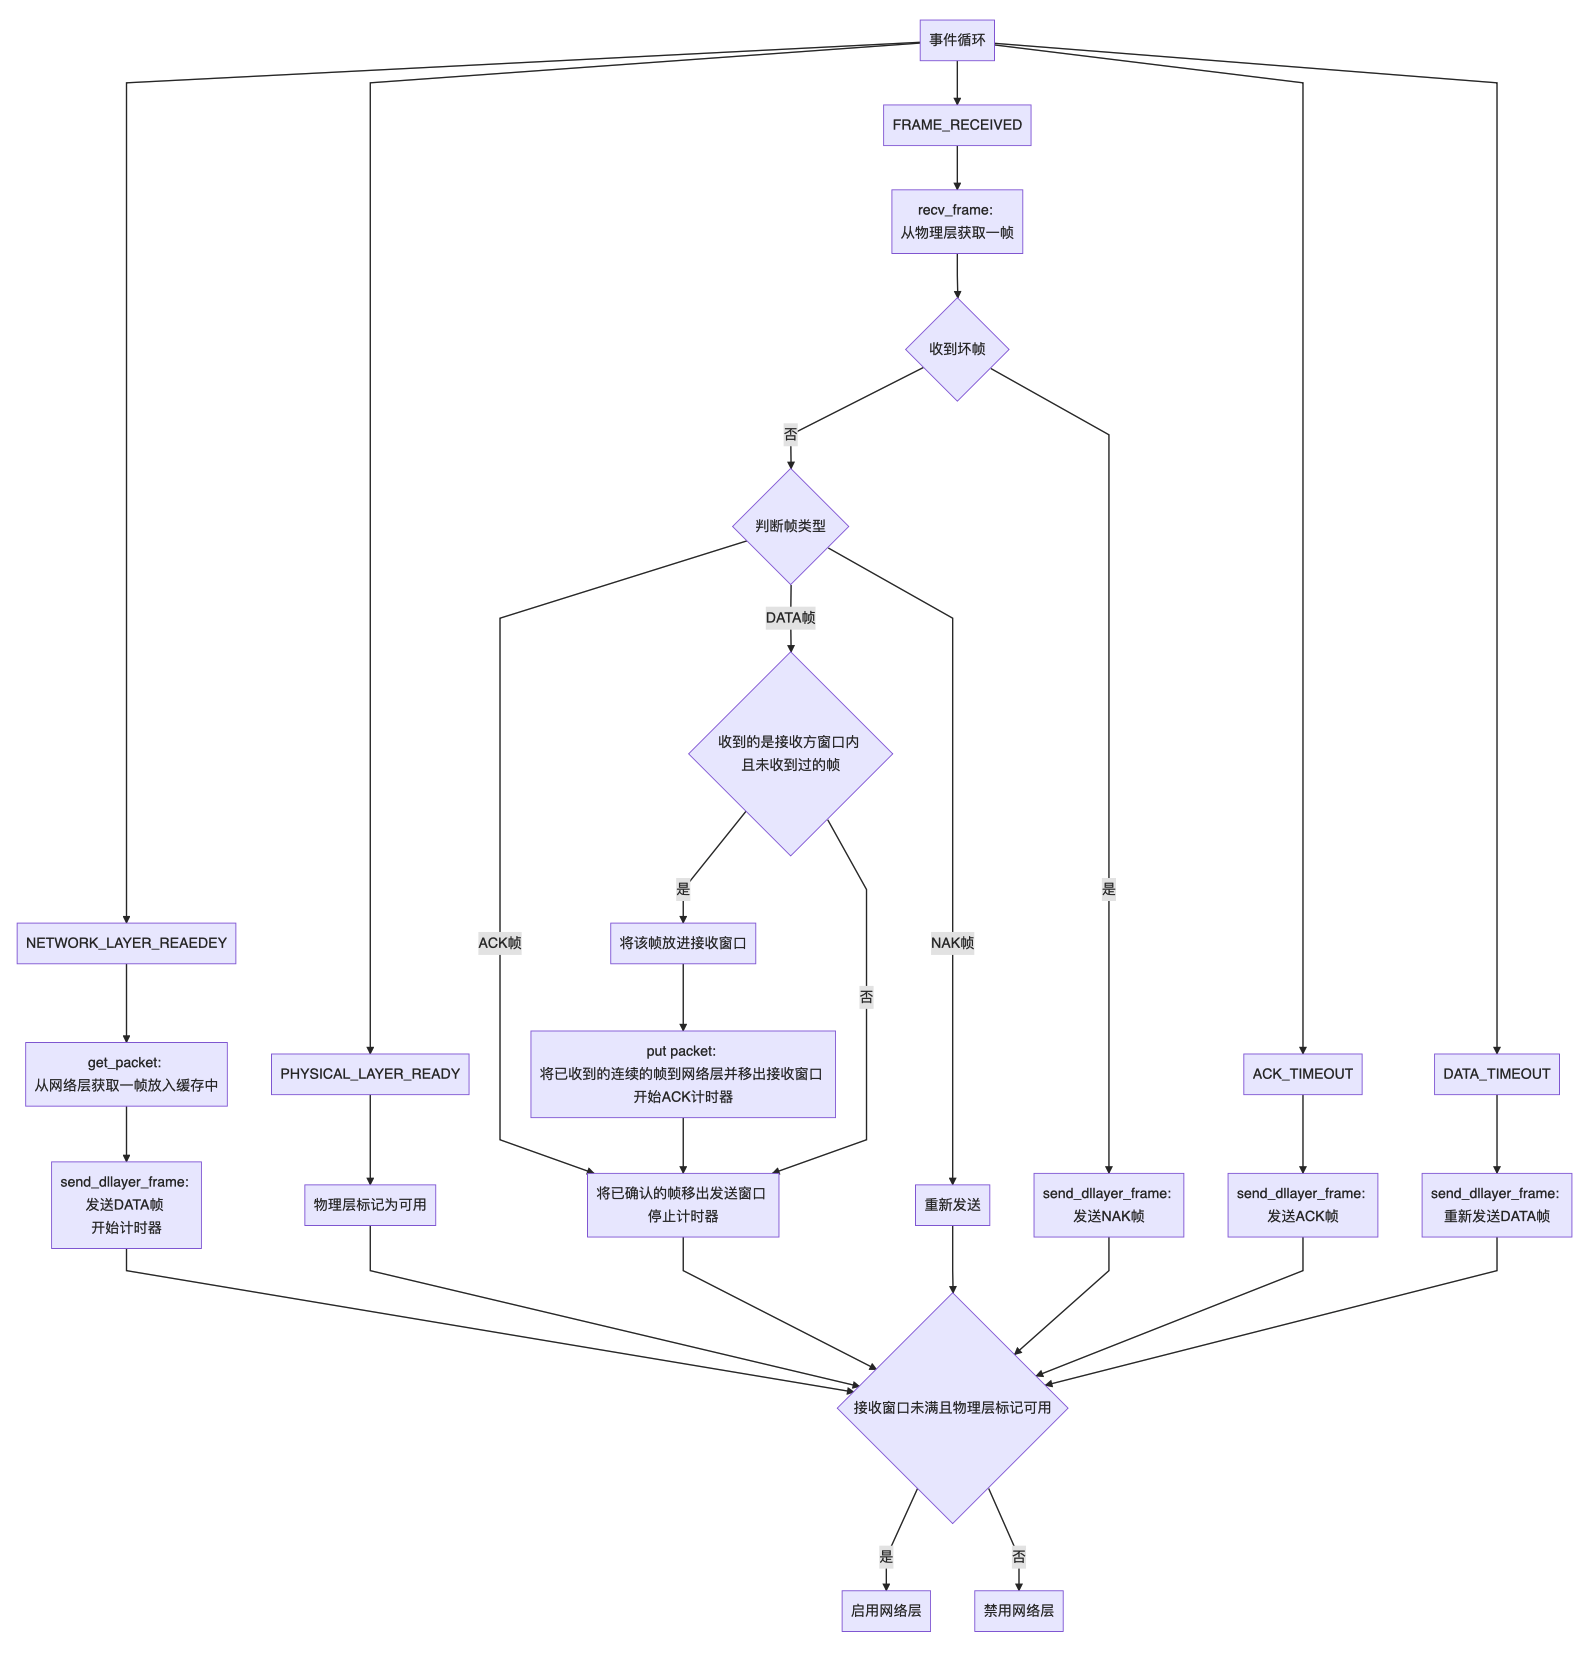 事件循环
FRAME_RECEIVED
recv_frame:
从物理层获取一帧
收到坏帧
否
判断帧类型
DATA帧
收到的是接收方窗口内
且未收到过的帧
是
是
NETWORK_LAYER_REAEDEY
ACK帧
将该帧放进接收窗口
NAK帧
否
get_packet:
从网络层获取一帧放入缓存中
PHYSICAL_LAYER_READY
put packet:
将已收到的连续的帧到网络层并移出接收窗口
开始ACK计时器
ACK_TIMEOUT
DATA_TIMEOUT
send_dllayer_frame:
发送DATA帧
开始计时器
物理层标记为可用
将已确认的帧移出发送窗口
停止计时器
重新发送
send_dllayer_frame:
发送NAK帧
send_dllayer_frame:
发送ACK帧
send_dllayer_frame:
重新发送DATA帧
接收窗口未满且物理层标记可用
是
否
启用网络层
禁用网络层